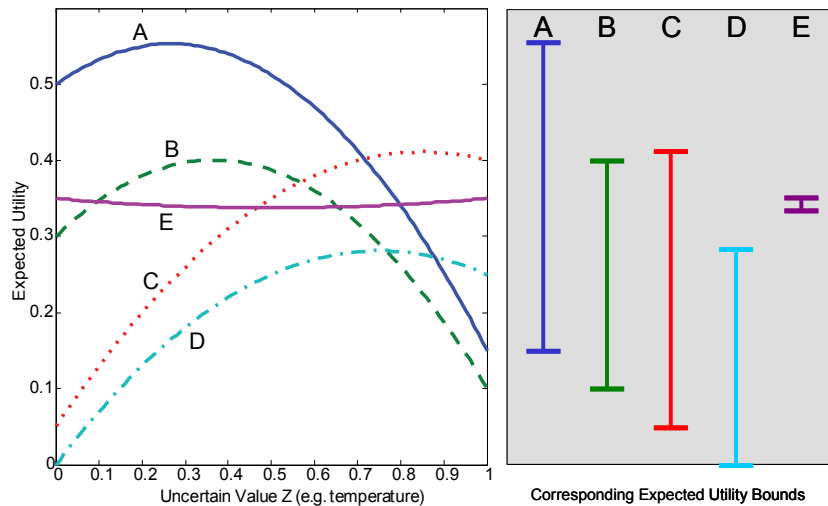 A
B
E
C
D
0.5
0.4
0.3
0.2
0.1
0
Expected Utility
0 0.1 0.2 0.3 0.4 0.5 0.6 0.7 0.8 0.9 1
Uncertain Value Z (e.g. temperature)
A B C D E
Corresponding Expected Utility Bounds